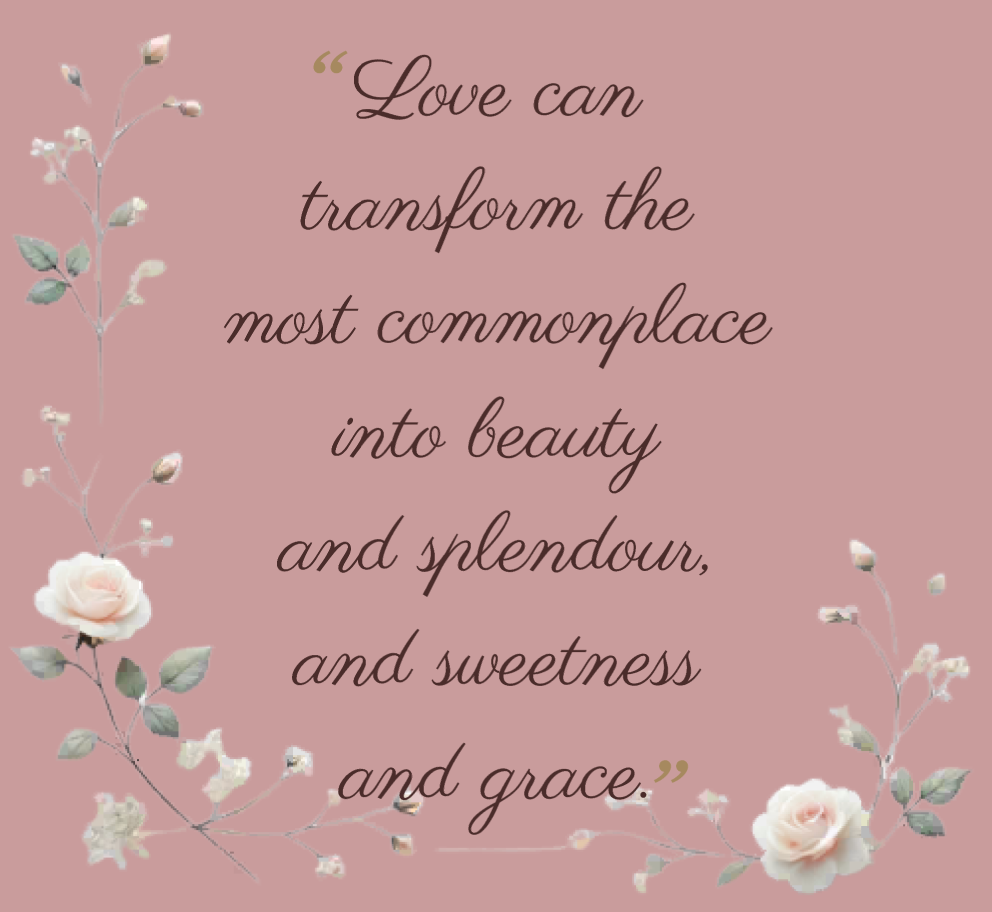 “Love can
transform the
most commonplace
into beauty
and splendour,
and sweetness
and grace.”